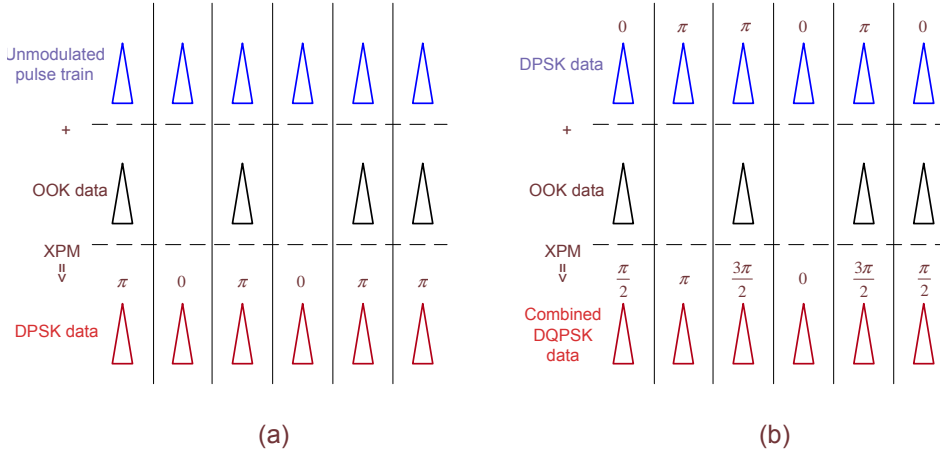 Unmodulated
pulse train
+
OOK data
XPM
=>
π 0 π 0 π π
DPSK data
(a)
0 π π 0 π 0
DPSK data
+
OOK data
XPM
=>
π/2 π 3π/2 0 3π/2 π/2
Combined
DQPSK
data
(b)